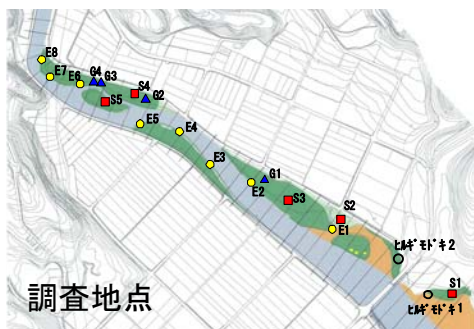 E8
E7
E6
G4
G3
S4
G2
S5
E5
E4
E3
G1
E2
S3
S2
E1
ﾋﾙｷﾞﾓﾄﾞｷ2
S1
ﾋﾙｷﾞﾓﾄﾞｷ1
調査地点